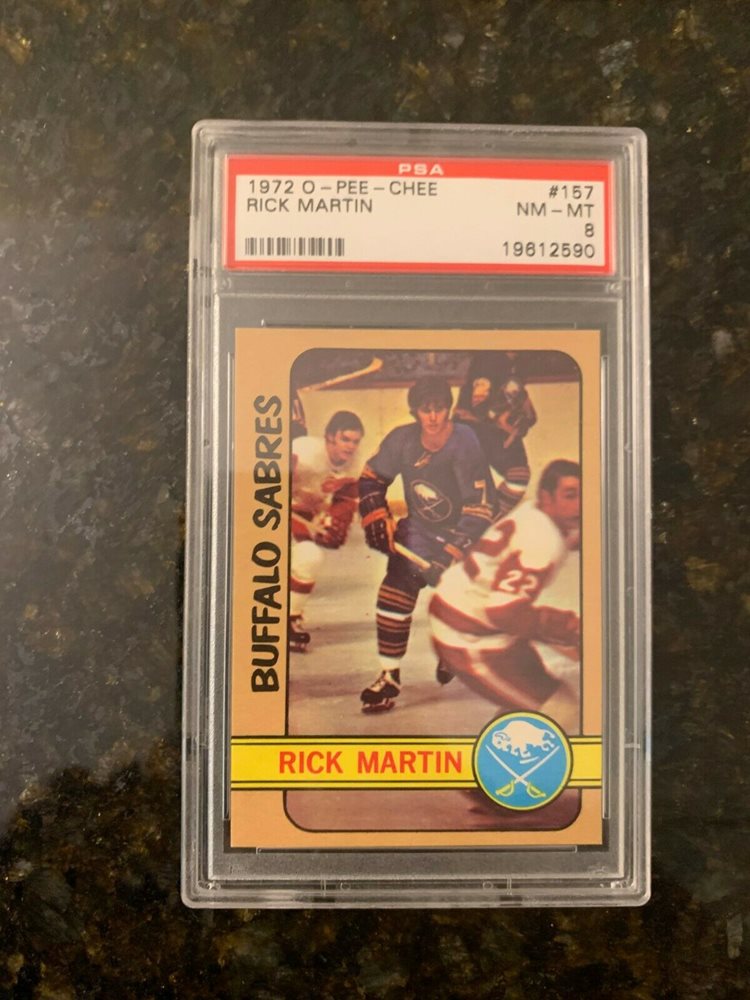 PSA
1972 O-PEE-CHEE #157
RICK MARTIN NM-MT
8
19612590
BUFFALO SABRES
7
22
RICK MARTIN